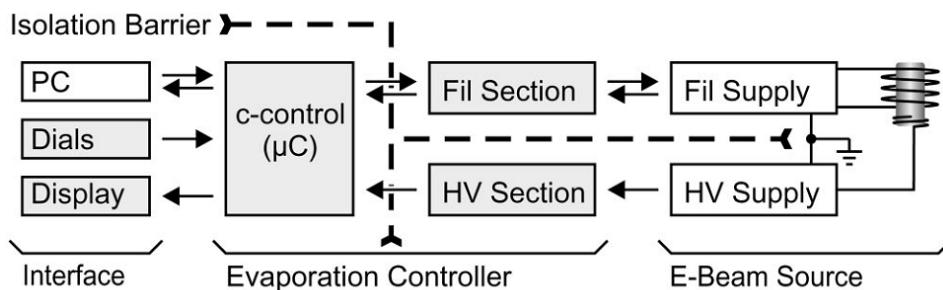 Isolation Barrier
PC
Dials
Display
c-control
(µC)
Fil Section
HV Section
Fil Supply
HV Supply
Interface
Evaporation Controller
E-Beam Source